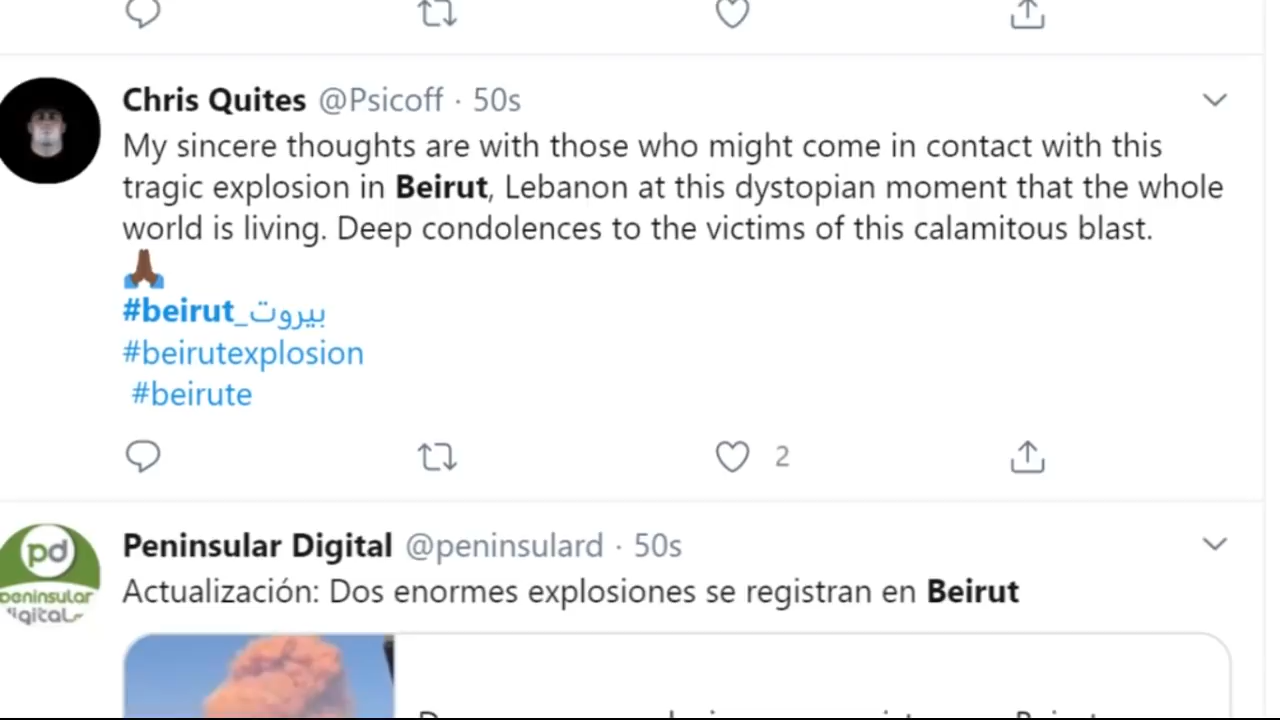 Chris Quites @Psicoff · 50s
My sincere thoughts are with those who might come in contact with this
tragic explosion in Beirut, Lebanon at this dystopian moment that the whole
world is living. Deep condolences to the victims of this calamitous blast.
#beirut_بيروت
#beirutexplosion
#beirute
2
pd
peninsular
digital
Peninsular Digital @peninsulard · 50s
Actualización: Dos enormes explosiones se registran en Beirut